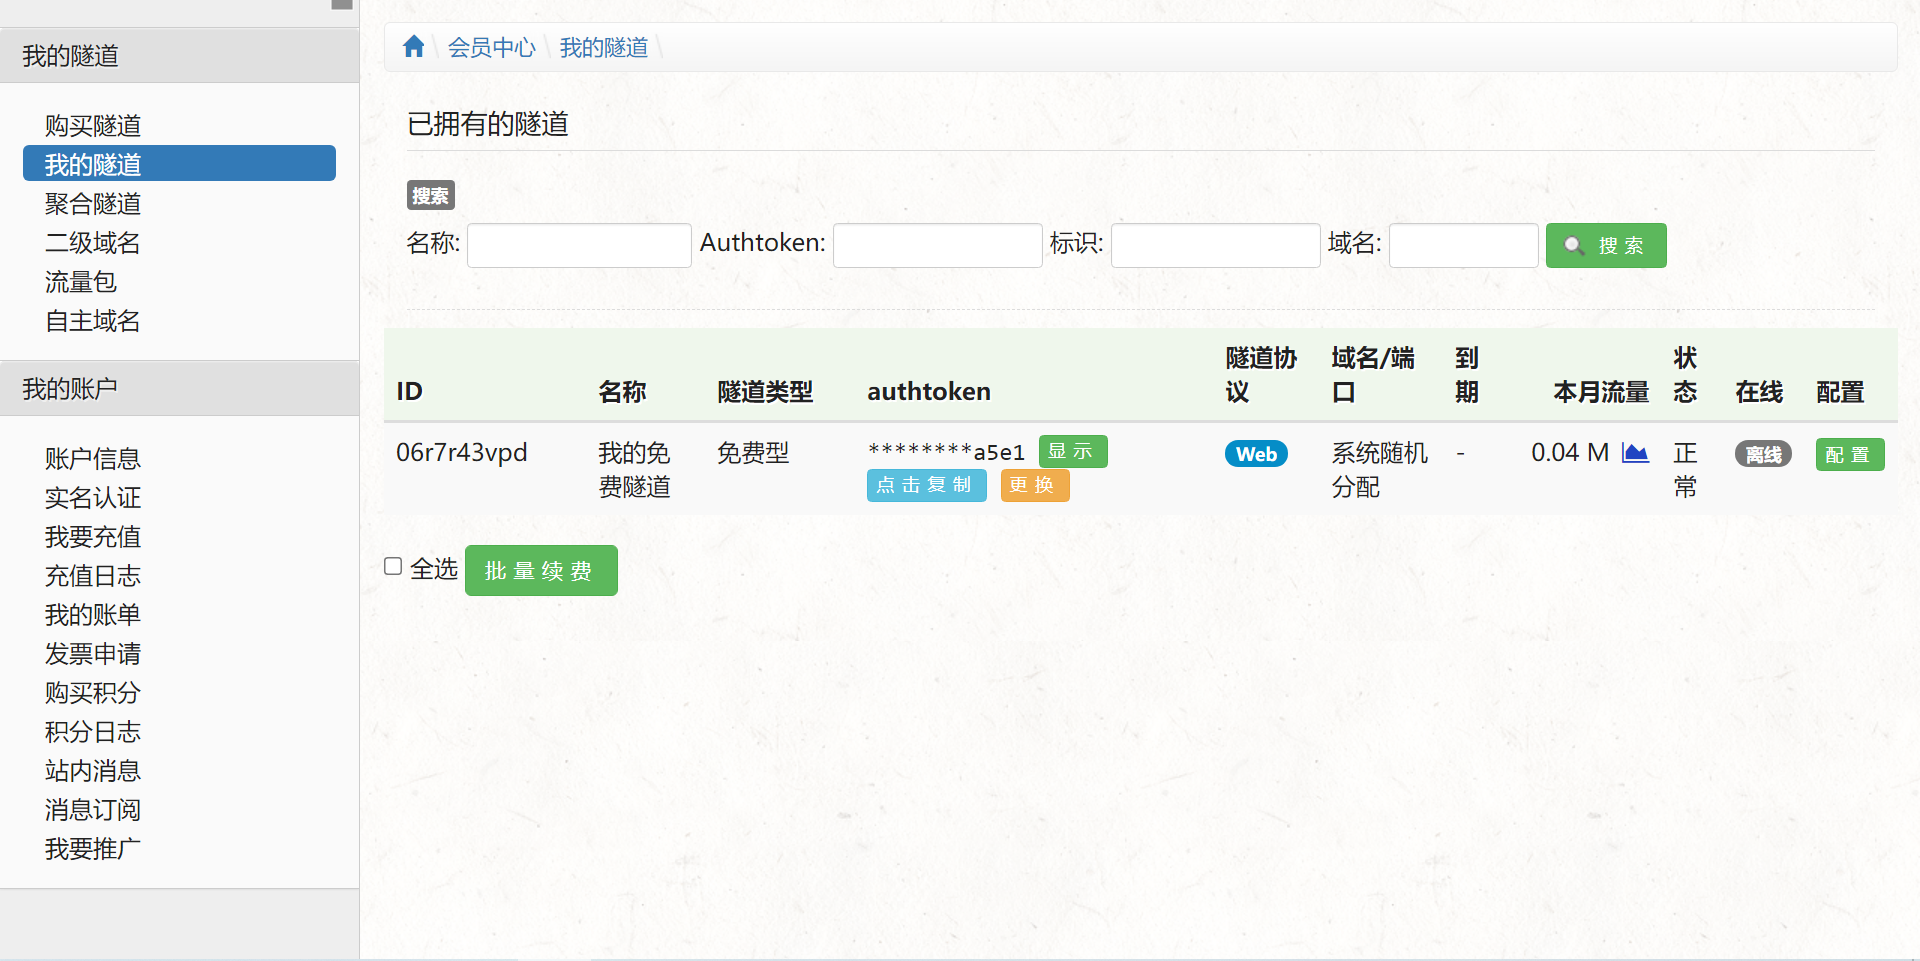 我的隧道
购买隧道
我的隧道
聚合隧道
二级域名
流量包
自主域名
我的账户
账户信息
实名认证
我要充值
充值日志
我的账单
发票申请
购买积分
积分日志
站内消息
消息订阅
我要推广
会员中心 \ 我的隧道 \
已拥有的隧道
搜索
名称: Authtoken: 标识: 域名: 搜 索
ID 名称 隧道类型 authtoken 隧道协议 域名/端口 到期 本月流量 状态 在线 配置
06r7r43vpd 我的免费隧道 免费型 ********a5e1 显示 Web 系统随机分配 - 0.04 M 正常 离线 配置
点击复制 更换
全选 批量续费